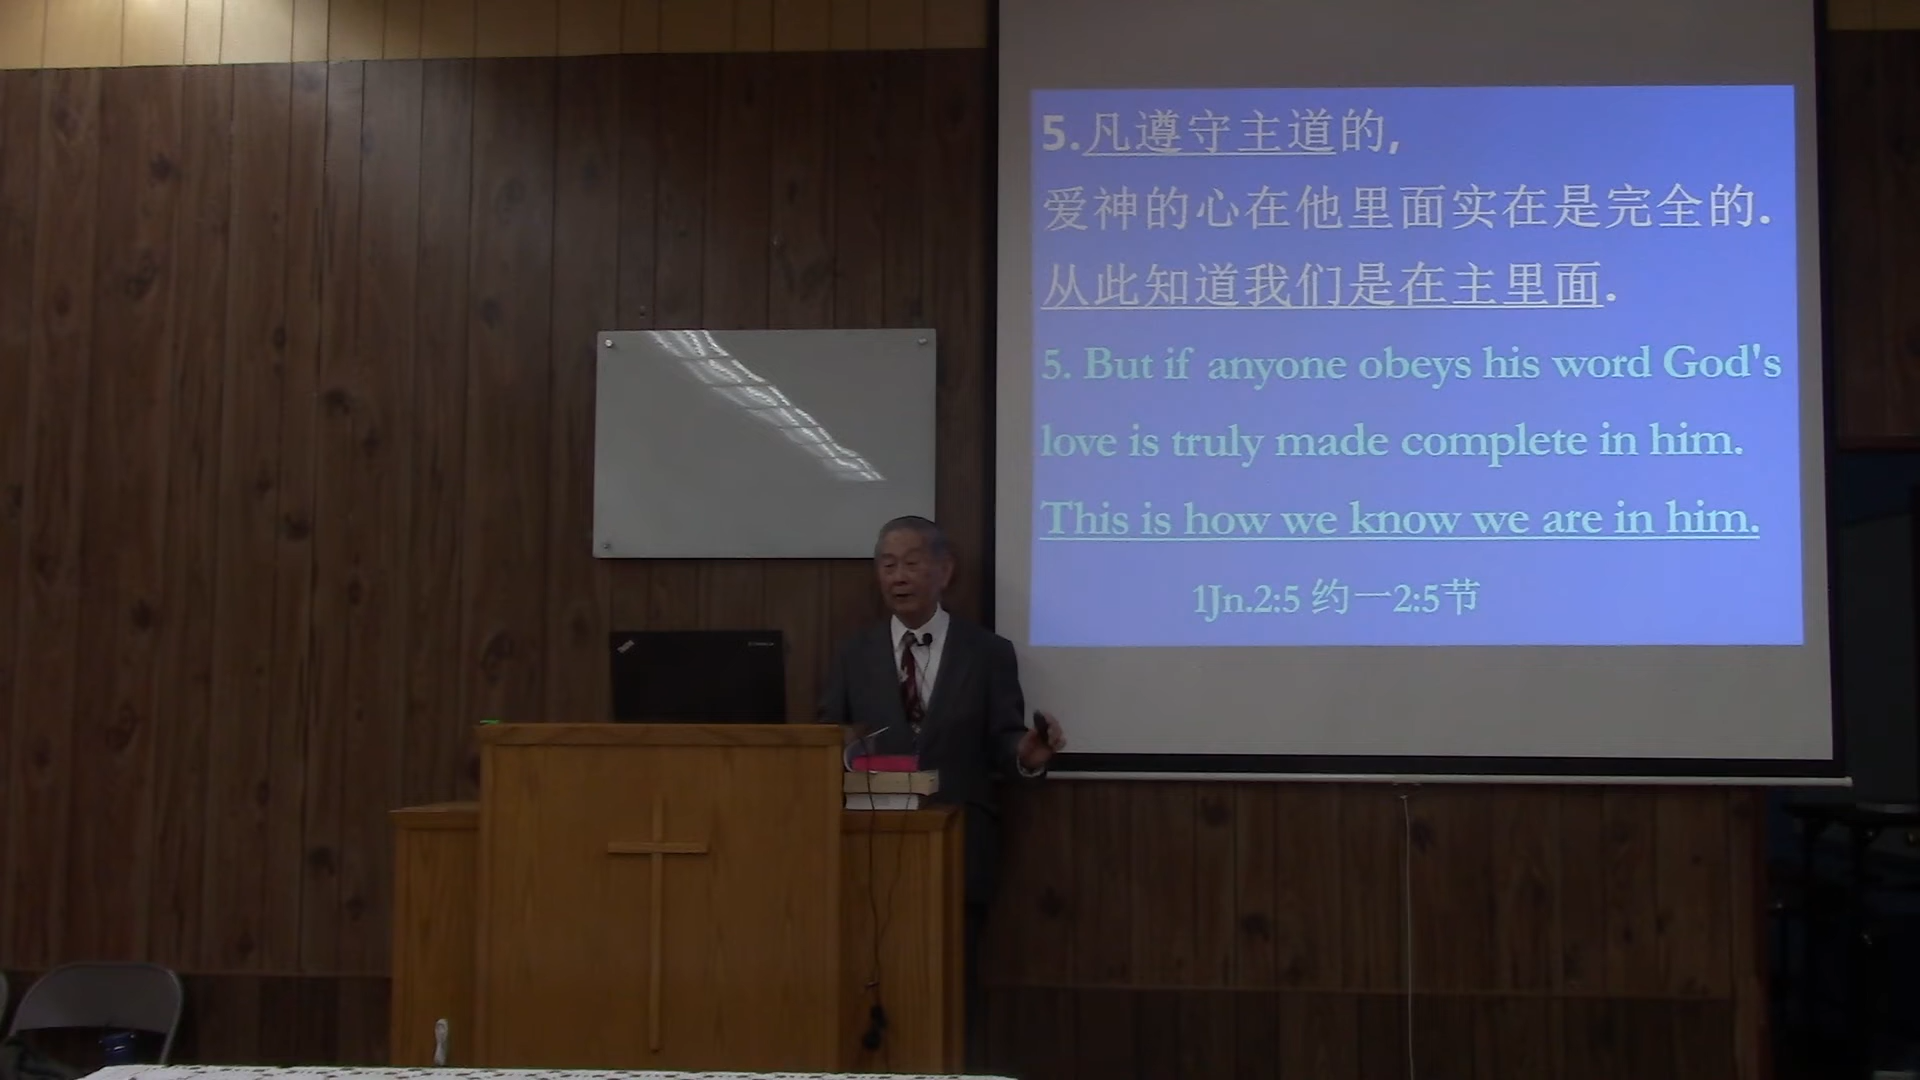 5.凡遵守主道的,
爱神的心在他里面实在是完全的.
从此知道我们是在主里面.
5. But if anyone obeys his word God's
love is truly made complete in him.
This is how we know we are in him.
1Jn.2:5 约一2:5节